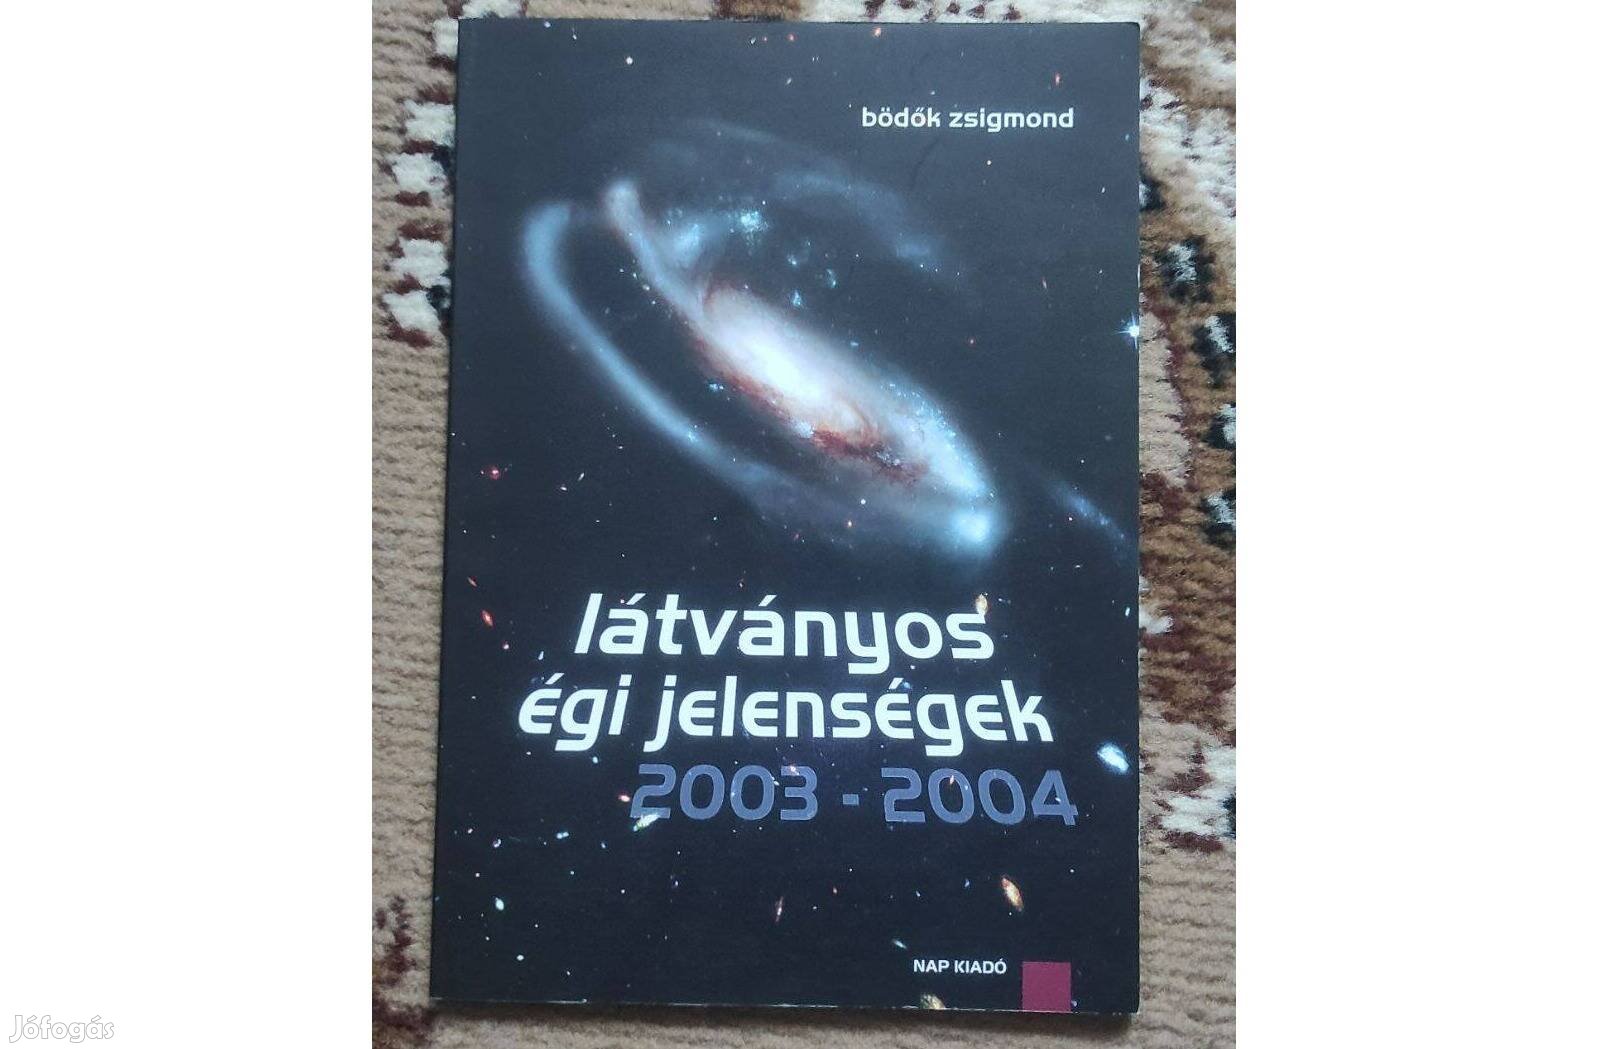 bödők zsigmond
látványos
égi jelenségek
2003 - 2004
NAP KIADÓ
Jófogás